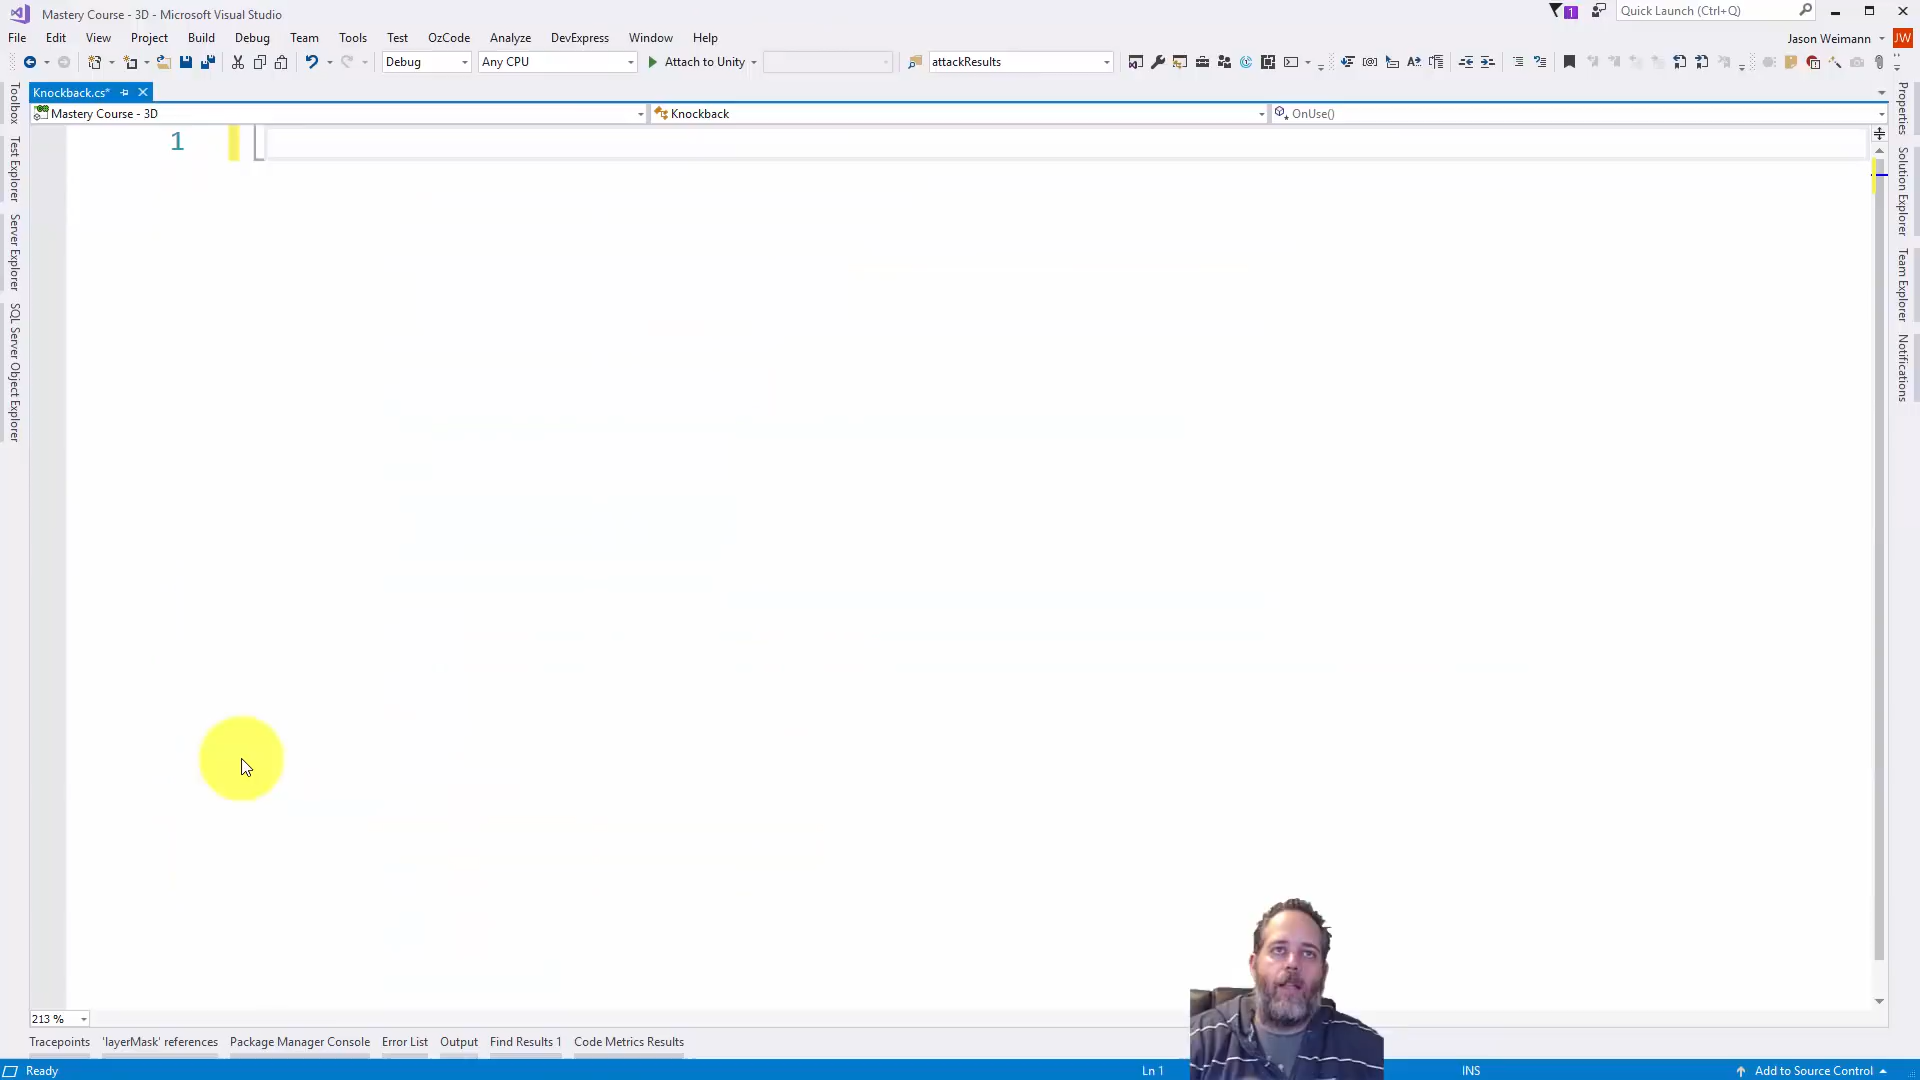 Mastery Course - 3D - Microsoft Visual Studio
1
Quick Launch (Ctrl+Q)
File Edit View Project Build Debug Team Tools Test OzCode Analyze DevExpress Window Help
Jason Weimann JW
Debug Any CPU Attach to Unity attackResults
Knockback.cs*
Mastery Course - 3D Knockback OnUse()
1
Toolbox
Test Explorer
Server Explorer
SQL Server Object Explorer
Properties
Solution Explorer
Team Explorer
Notifications
213 %
Tracepoints 'layerMask' references Package Manager Console Error List Output Find Results 1 Code Metrics Results
Ready Ln 1 INS Add to Source Control